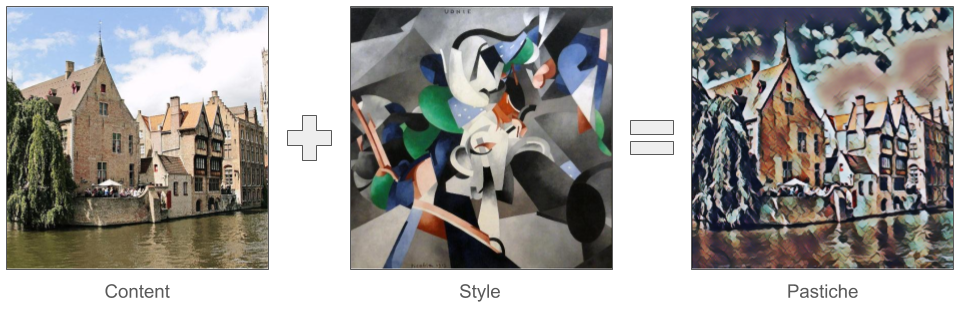 UDNIE
Content
Style
Pastiche